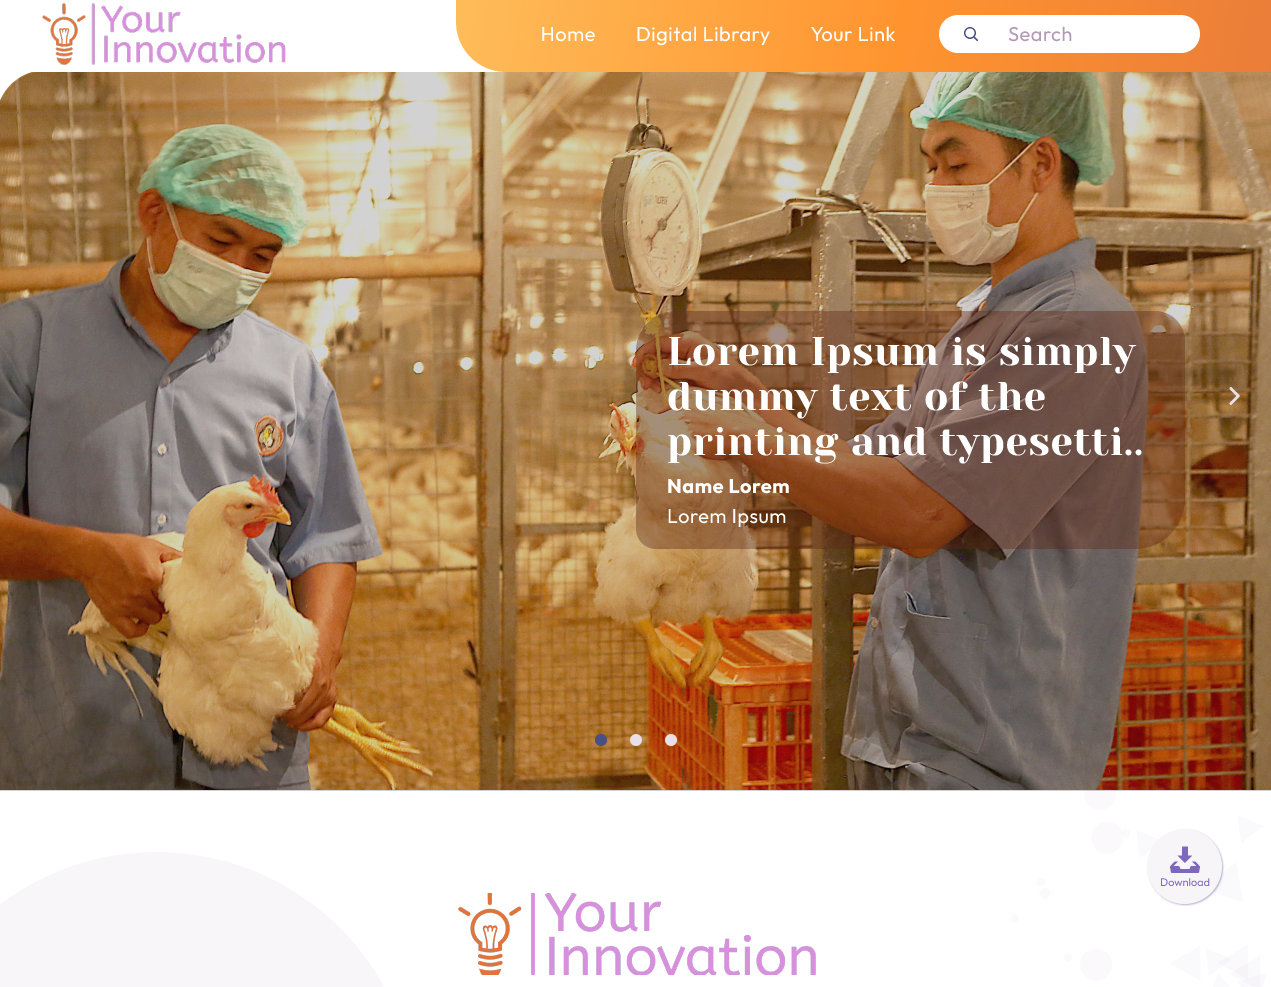 Your
Innovation
Home
Digital Library
Your Link
Search
Lorem Ipsum is simply
dummy text of the
printing and typesetti..
Name Lorem
Lorem Ipsum
Download
Your
Innovation